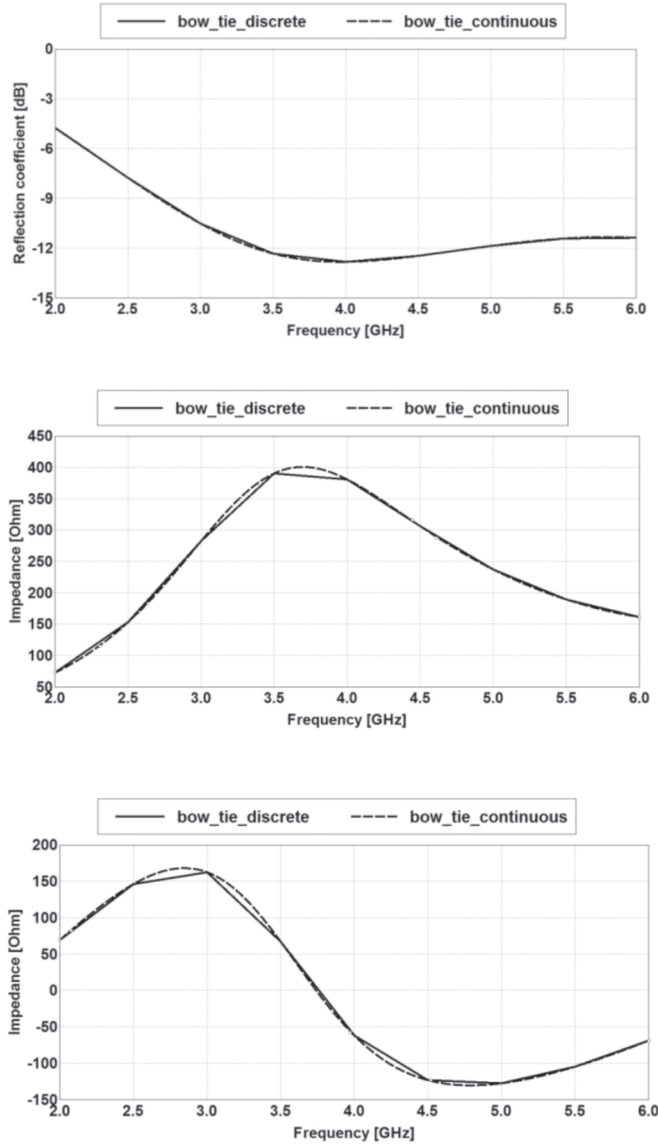 bow_tie_discrete bow_tie_continuous
0
-3
-6
-9
-12
-15
Reflection coefficient [dB]
2.0 2.5 3.0 3.5 4.0 4.5 5.0 5.5 6.0
Frequency [GHz]
bow_tie_discrete bow_tie_continuous
450
400
350
300
250
200
150
100
50
Impedance [Ohm]
2.0 2.5 3.0 3.5 4.0 4.5 5.0 5.5 6.0
Frequency [GHz]
bow_tie_discrete bow_tie_continuous
200
150
100
50
0
-50
-100
-150
Impedance [Ohm]
2.0 2.5 3.0 3.5 4.0 4.5 5.0 5.5 6.0
Frequency [GHz]